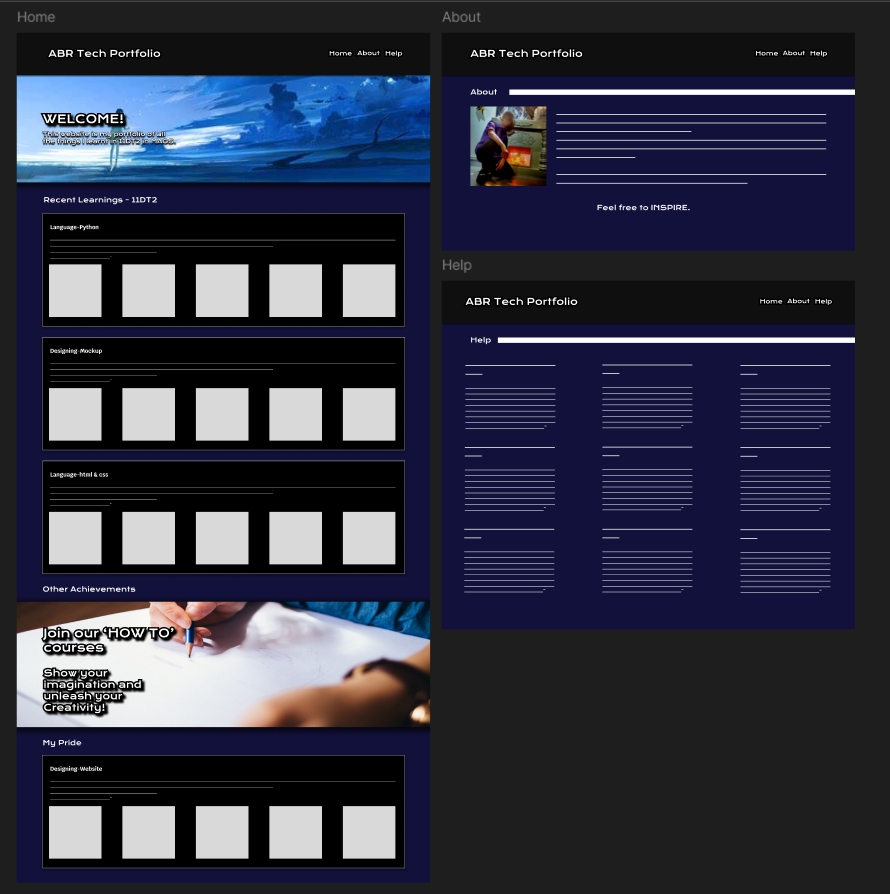 Home
ABR Tech Portfolio
Home About Help
WELCOME!
This website is my portfolio of all
the things I learnt in 11DT2 in MAGS.
Recent Learnings - 11DT2
Language-Python
Designing-Mockup
Language-html & css
Other Achievements
Join our ‘HOW TO’
courses
Show your
imagination and
unleash your
Creativity!
My Pride
Designing-Website
About
ABR Tech Portfolio
Home About Help
About
Feel free to INSPIRE.
Help
ABR Tech Portfolio
Home About Help
Help